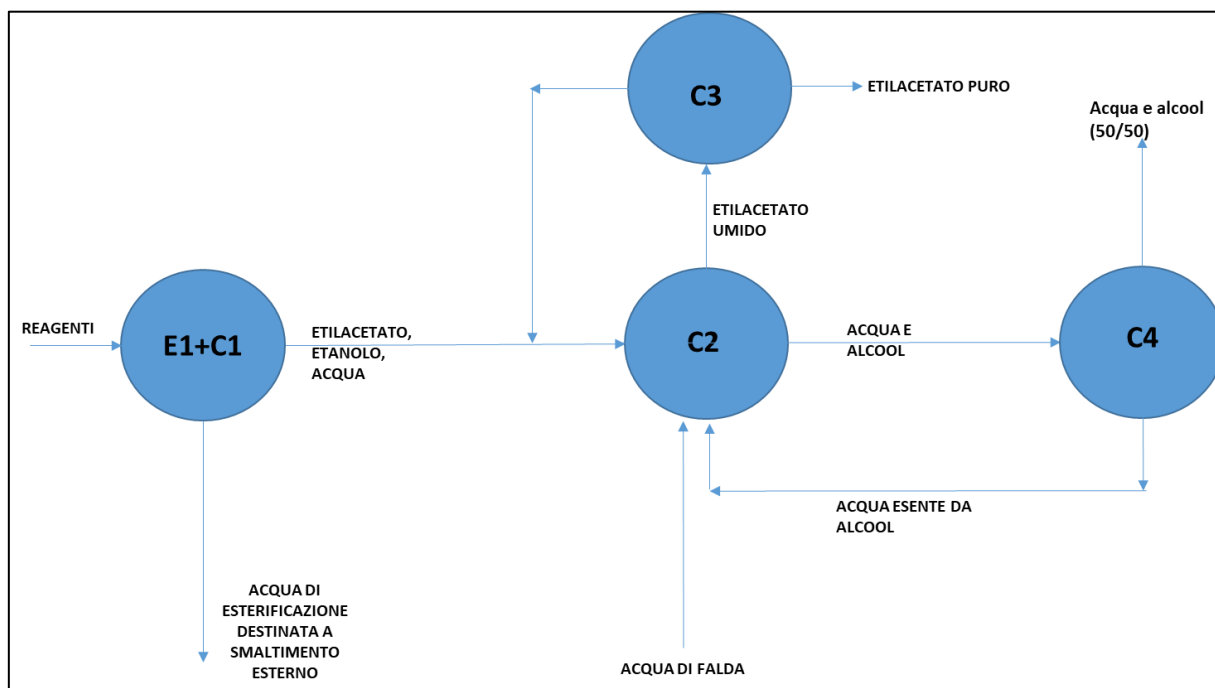 C3
ETILACETATO PURO
Acqua e alcool
(50/50)
ETILACETATO
UMIDO
REAGENTI
E1+C1
ETILACETATO,
ETANOLO,
ACQUA
C2
ACQUA E
ALCOOL
C4
ACQUA ESENTE DA
ALCOOL
ACQUA DI
ESTERIFICAZIONE
DESTINATA A
SMALTIMENTO
ESTERNO
ACQUA DI FALDA